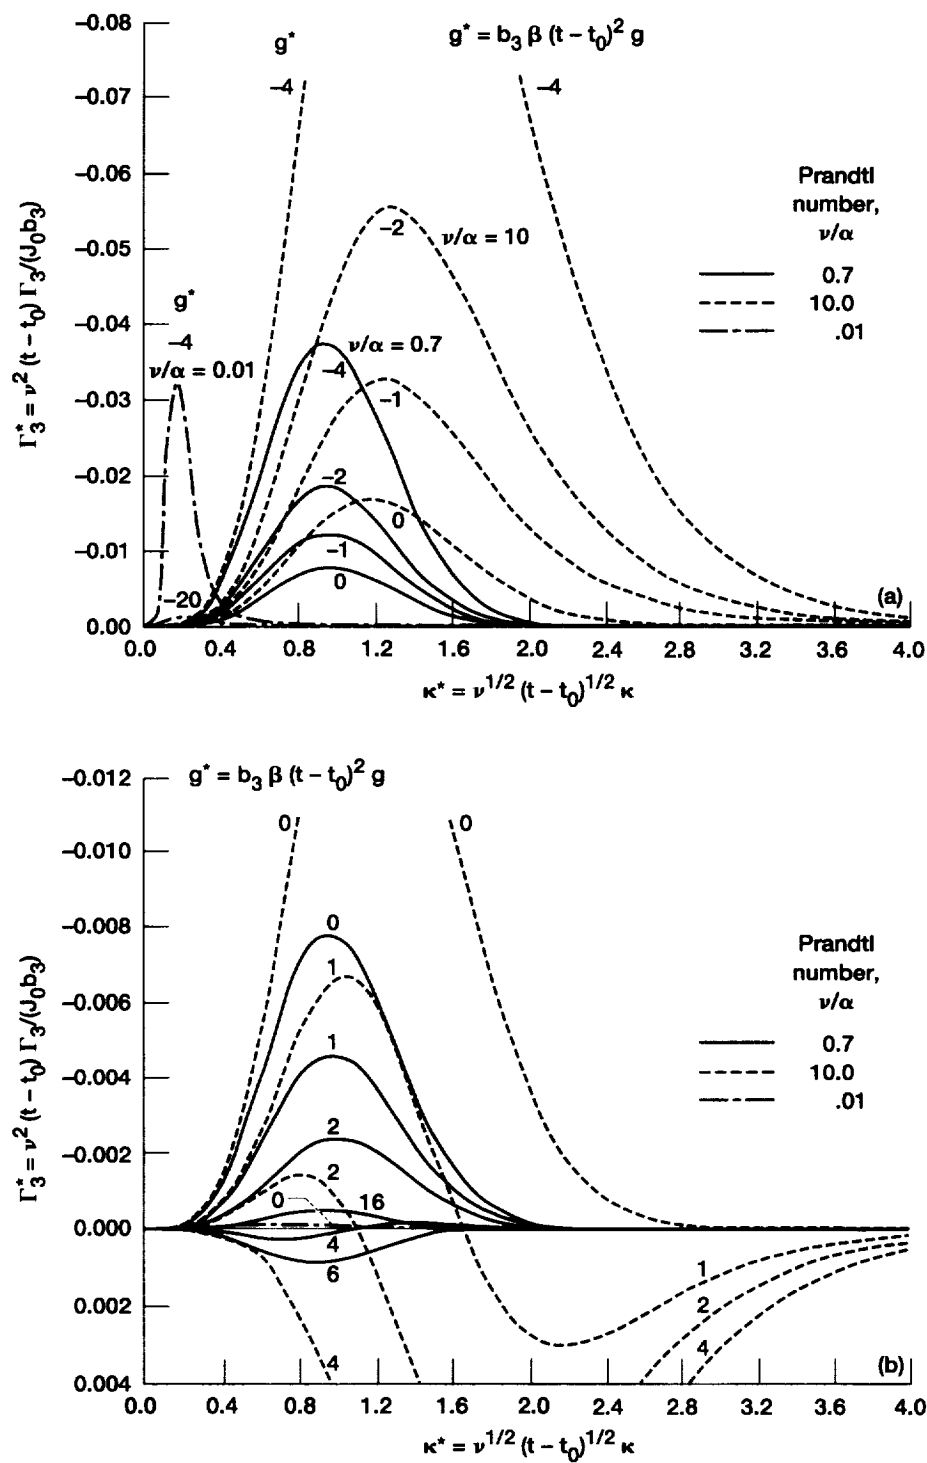 g* = b3 β (t – t0)² g
g*
–4
–4
Prandtl
number,
ν/α
0.7
10.0
.01
–2
ν/α = 10
g*
–4
ν/α = 0.01
ν/α = 0.7
–4
–1
–2
0
–1
0
–20
(a)
–0.08
–0.07
–0.06
–0.05
–0.04
–0.03
–0.02
–0.01
0.00
Γ3* = ν² (t – t0) Γ3/(J0b3)
0.0 0.4 0.8 1.2 1.6 2.0 2.4 2.8 3.2 3.6 4.0
κ* = ν1/2 (t – t0)1/2 κ
g* = b3 β (t – t0)² g
0
0
Prandtl
number,
ν/α
0.7
10.0
.01
0
1
1
2
2
0
16
4
6
4
1
2
4
(b)
–0.012
–0.010
–0.008
–0.006
–0.004
–0.002
0.000
0.002
0.004
Γ3* = ν² (t – t0) Γ3/(J0b3)
0.0 0.4 0.8 1.2 1.6 2.0 2.4 2.8 3.2 3.6 4.0
κ* = ν1/2 (t – t0)1/2 κ